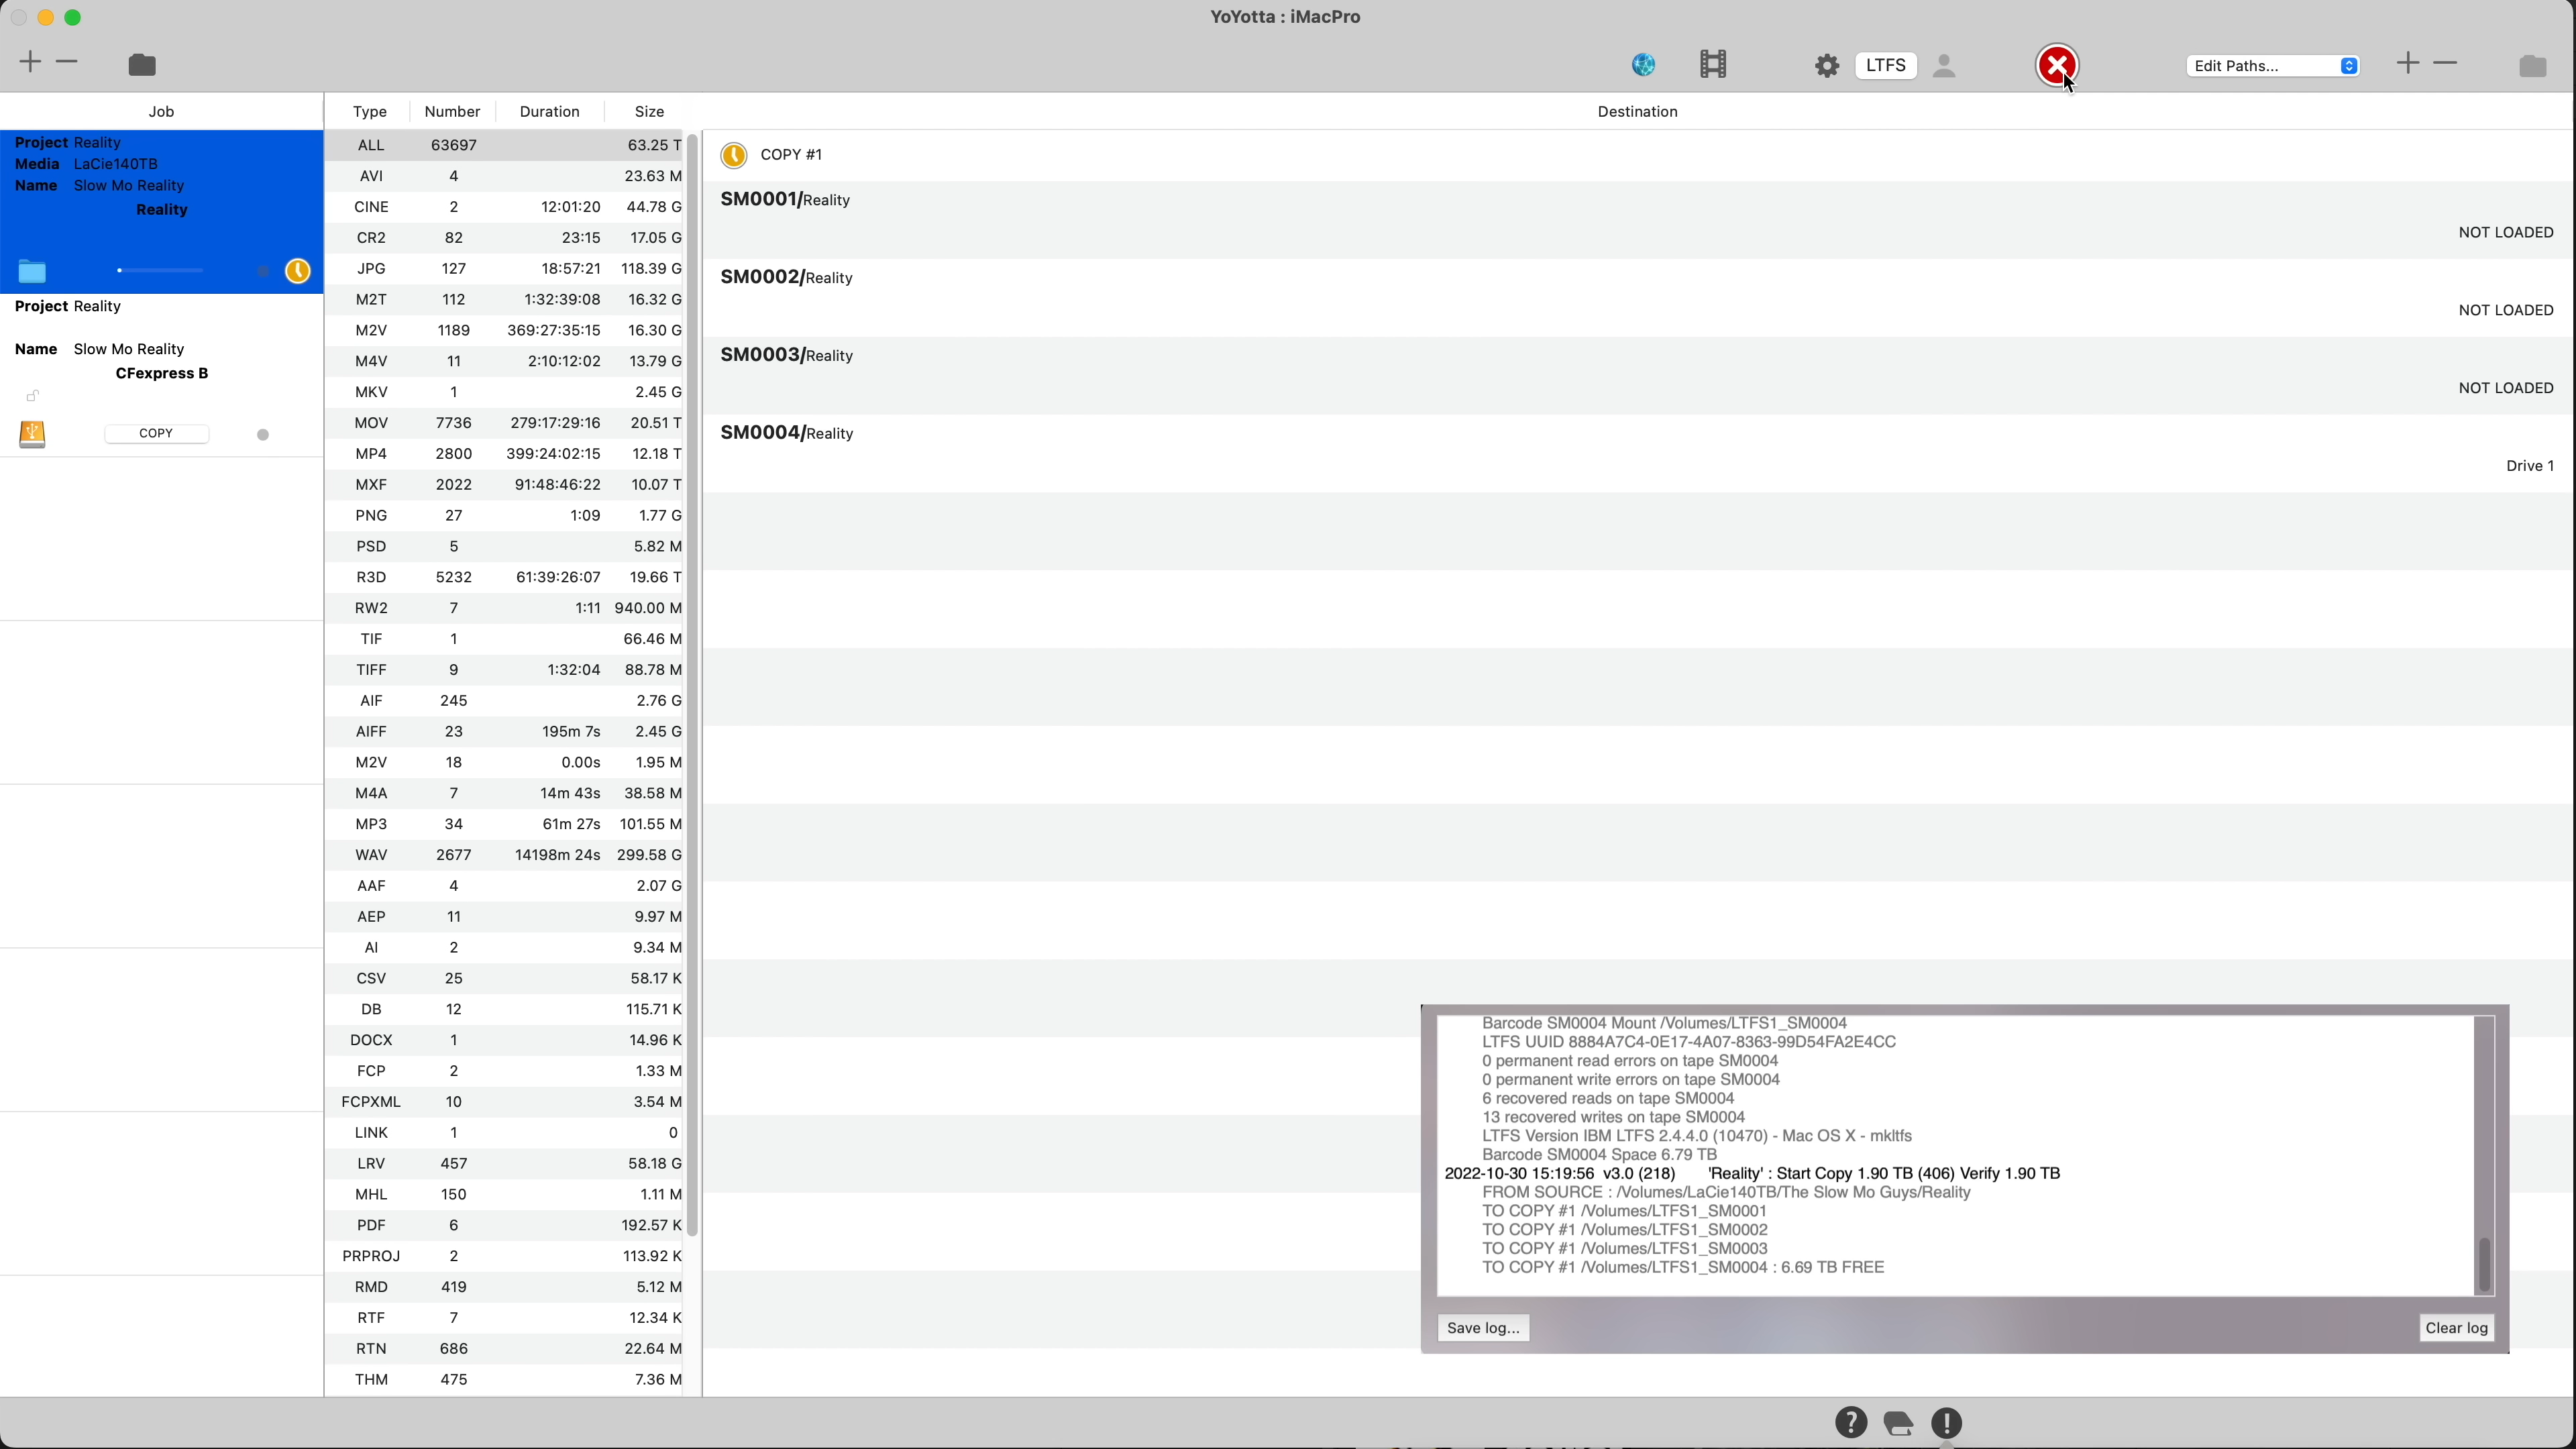 YoYotta : iMacPro
LTFS
Edit Paths...
Job
Type Number Duration Size
Destination
Project Reality
Media LaCie140TB
Name Slow Mo Reality
Reality
Project Reality
Name Slow Mo Reality
CFexpress B
COPY
ALL 63697 63.25 T
AVI 4 23.63 M
CINE 2 12:01:20 44.78 G
CR2 82 23:15 17.05 G
JPG 127 18:57:21 118.39 G
M2T 112 1:32:39:08 16.32 G
M2V 1189 369:27:35:15 16.30 G
M4V 11 2:10:12:02 13.79 G
MKV 1 2.45 G
MOV 7736 279:17:29:16 20.51 T
MP4 2800 399:24:02:15 12.18 T
MXF 2022 91:48:46:22 10.07 T
PNG 27 1:09 1.77 G
PSD 5 5.82 M
R3D 5232 61:39:26:07 19.66 T
RW2 7 1:11 940.00 M
TIF 1 66.46 M
TIFF 9 1:32:04 88.78 M
AIF 245 2.76 G
AIFF 23 195m 7s 2.45 G
M2V 18 0.00s 1.95 M
M4A 7 14m 43s 38.58 M
MP3 34 61m 27s 101.55 M
WAV 2677 14198m 24s 299.58 G
AAF 4 2.07 G
AEP 11 9.97 M
AI 2 9.34 M
CSV 25 58.17 K
DB 12 115.71 K
DOCX 1 14.96 K
FCP 2 1.33 M
FCPXML 10 3.54 M
LINK 1 0
LRV 457 58.18 G
MHL 150 1.11 M
PDF 6 192.57 K
PRPROJ 2 113.92 K
RMD 419 5.12 M
RTF 7 12.34 K
RTN 686 22.64 M
THM 475 7.36 M
COPY #1
SM0001/Reality
NOT LOADED
SM0002/Reality
NOT LOADED
SM0003/Reality
NOT LOADED
SM0004/Reality
Drive 1
Barcode SM0004 Mount /Volumes/LTFS1_SM0004
LTFS UUID 8884A7C4-0E17-4A07-8363-99D54FA2E4CC
0 permanent read errors on tape SM0004
0 permanent write errors on tape SM0004
6 recovered reads on tape SM0004
13 recovered writes on tape SM0004
LTFS Version IBM LTFS 2.4.4.0 (10470) - Mac OS X - mkltfs
Barcode SM0004 Space 6.79 TB
2022-10-30 15:19:56 v3.0 (218) 'Reality' : Start Copy 1.90 TB (406) Verify 1.90 TB
FROM SOURCE : /Volumes/LaCie140TB/The Slow Mo Guys/Reality
TO COPY #1 /Volumes/LTFS1_SM0001
TO COPY #1 /Volumes/LTFS1_SM0002
TO COPY #1 /Volumes/LTFS1_SM0003
TO COPY #1 /Volumes/LTFS1_SM0004 : 6.69 TB FREE
Save log...
Clear log